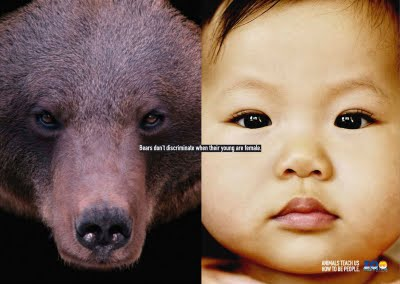 Bears don't discriminate when their young are female.
ANIMALS TEACH US
HOW TO BE PEOPLE.